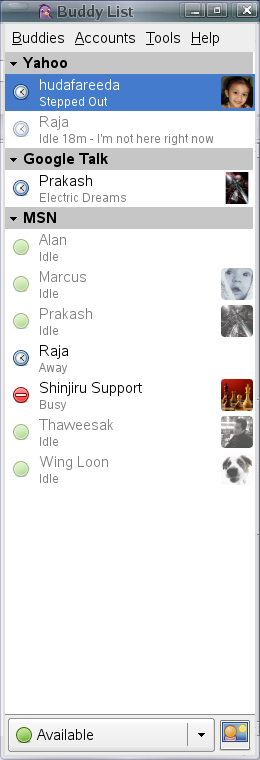 Buddy List
Buddies Accounts Tools Help
Yahoo
hudafareeda
Stepped Out
Raja
Idle 18m - I'm not here right now
Google Talk
Prakash
Electric Dreams
MSN
Alan
Idle
Marcus
Idle
Prakash
Idle
Raja
Away
Shinjiru Support
Busy
Thaweesak
Idle
Wing Loon
Idle
Available